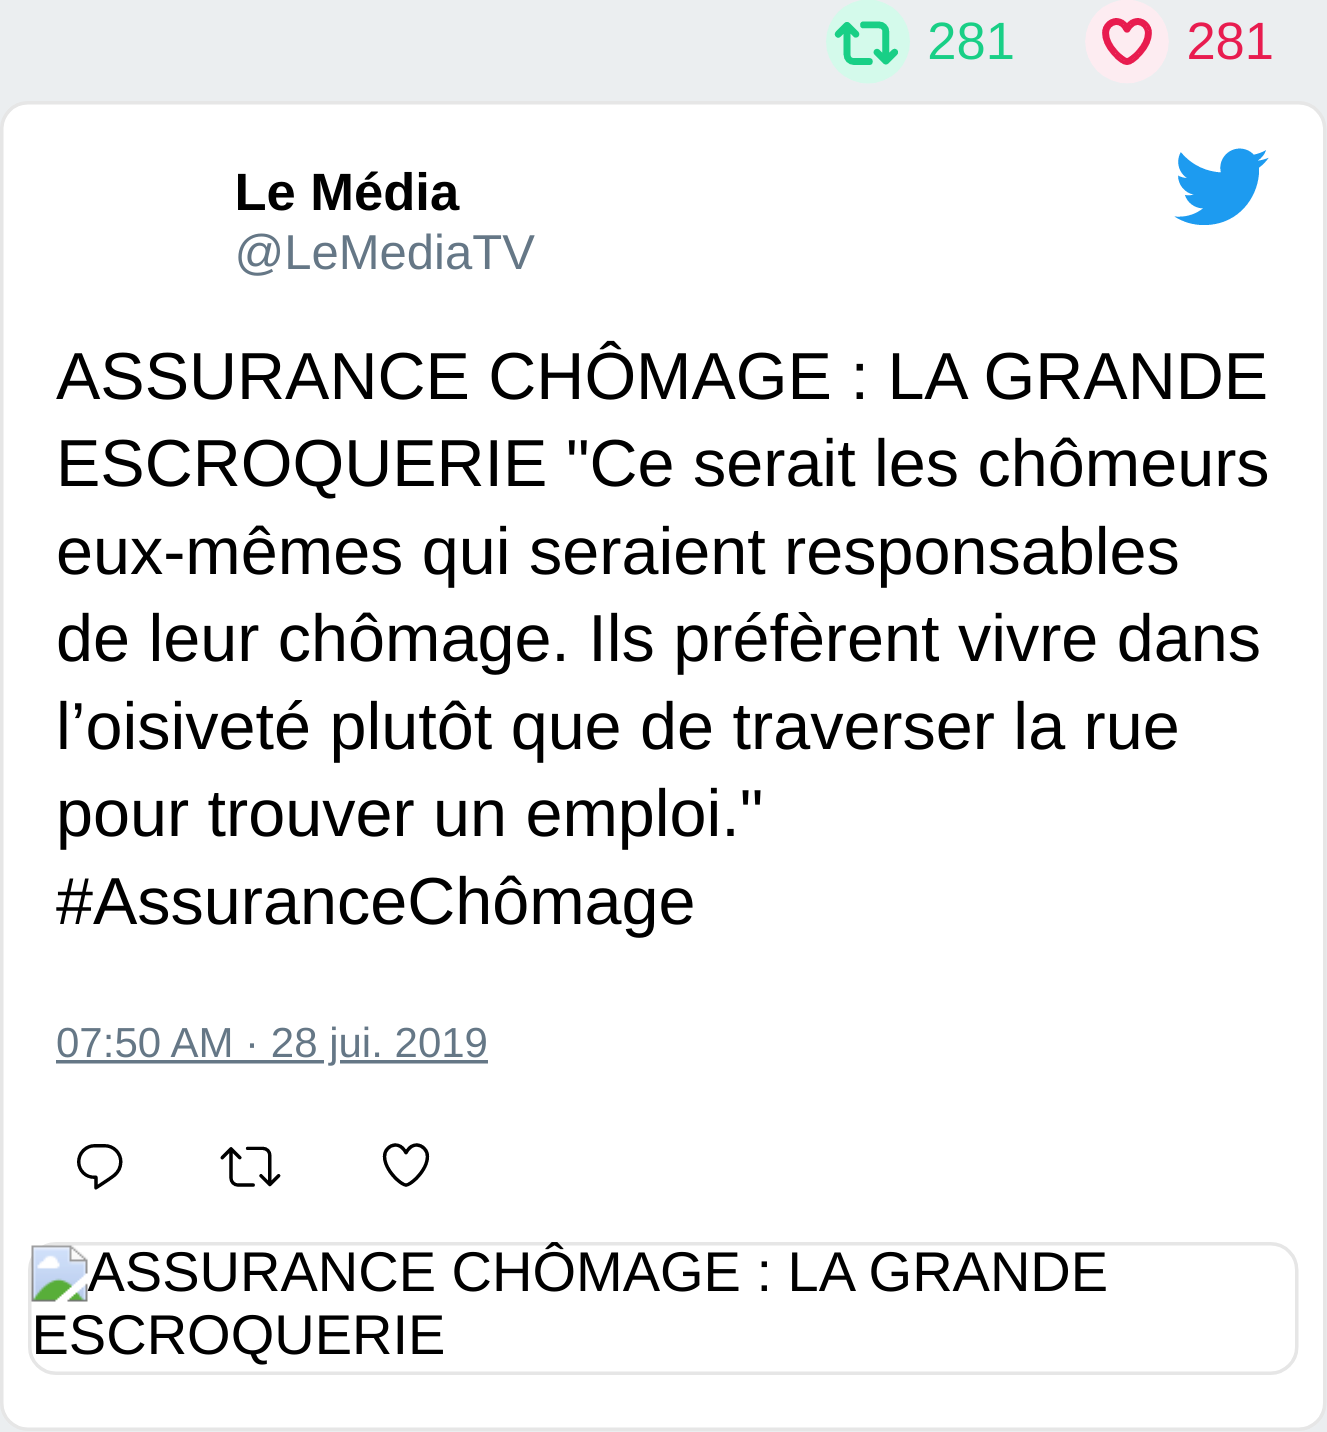 281 281
Le Média
@LeMediaTV
ASSURANCE CHÔMAGE : LA GRANDE
ESCROQUERIE "Ce serait les chômeurs
eux-mêmes qui seraient responsables
de leur chômage. Ils préfèrent vivre dans
l’oisiveté plutôt que de traverser la rue
pour trouver un emploi."
#AssuranceChômage
07:50 AM · 28 jui. 2019
ASSURANCE CHÔMAGE : LA GRANDE
ESCROQUERIE